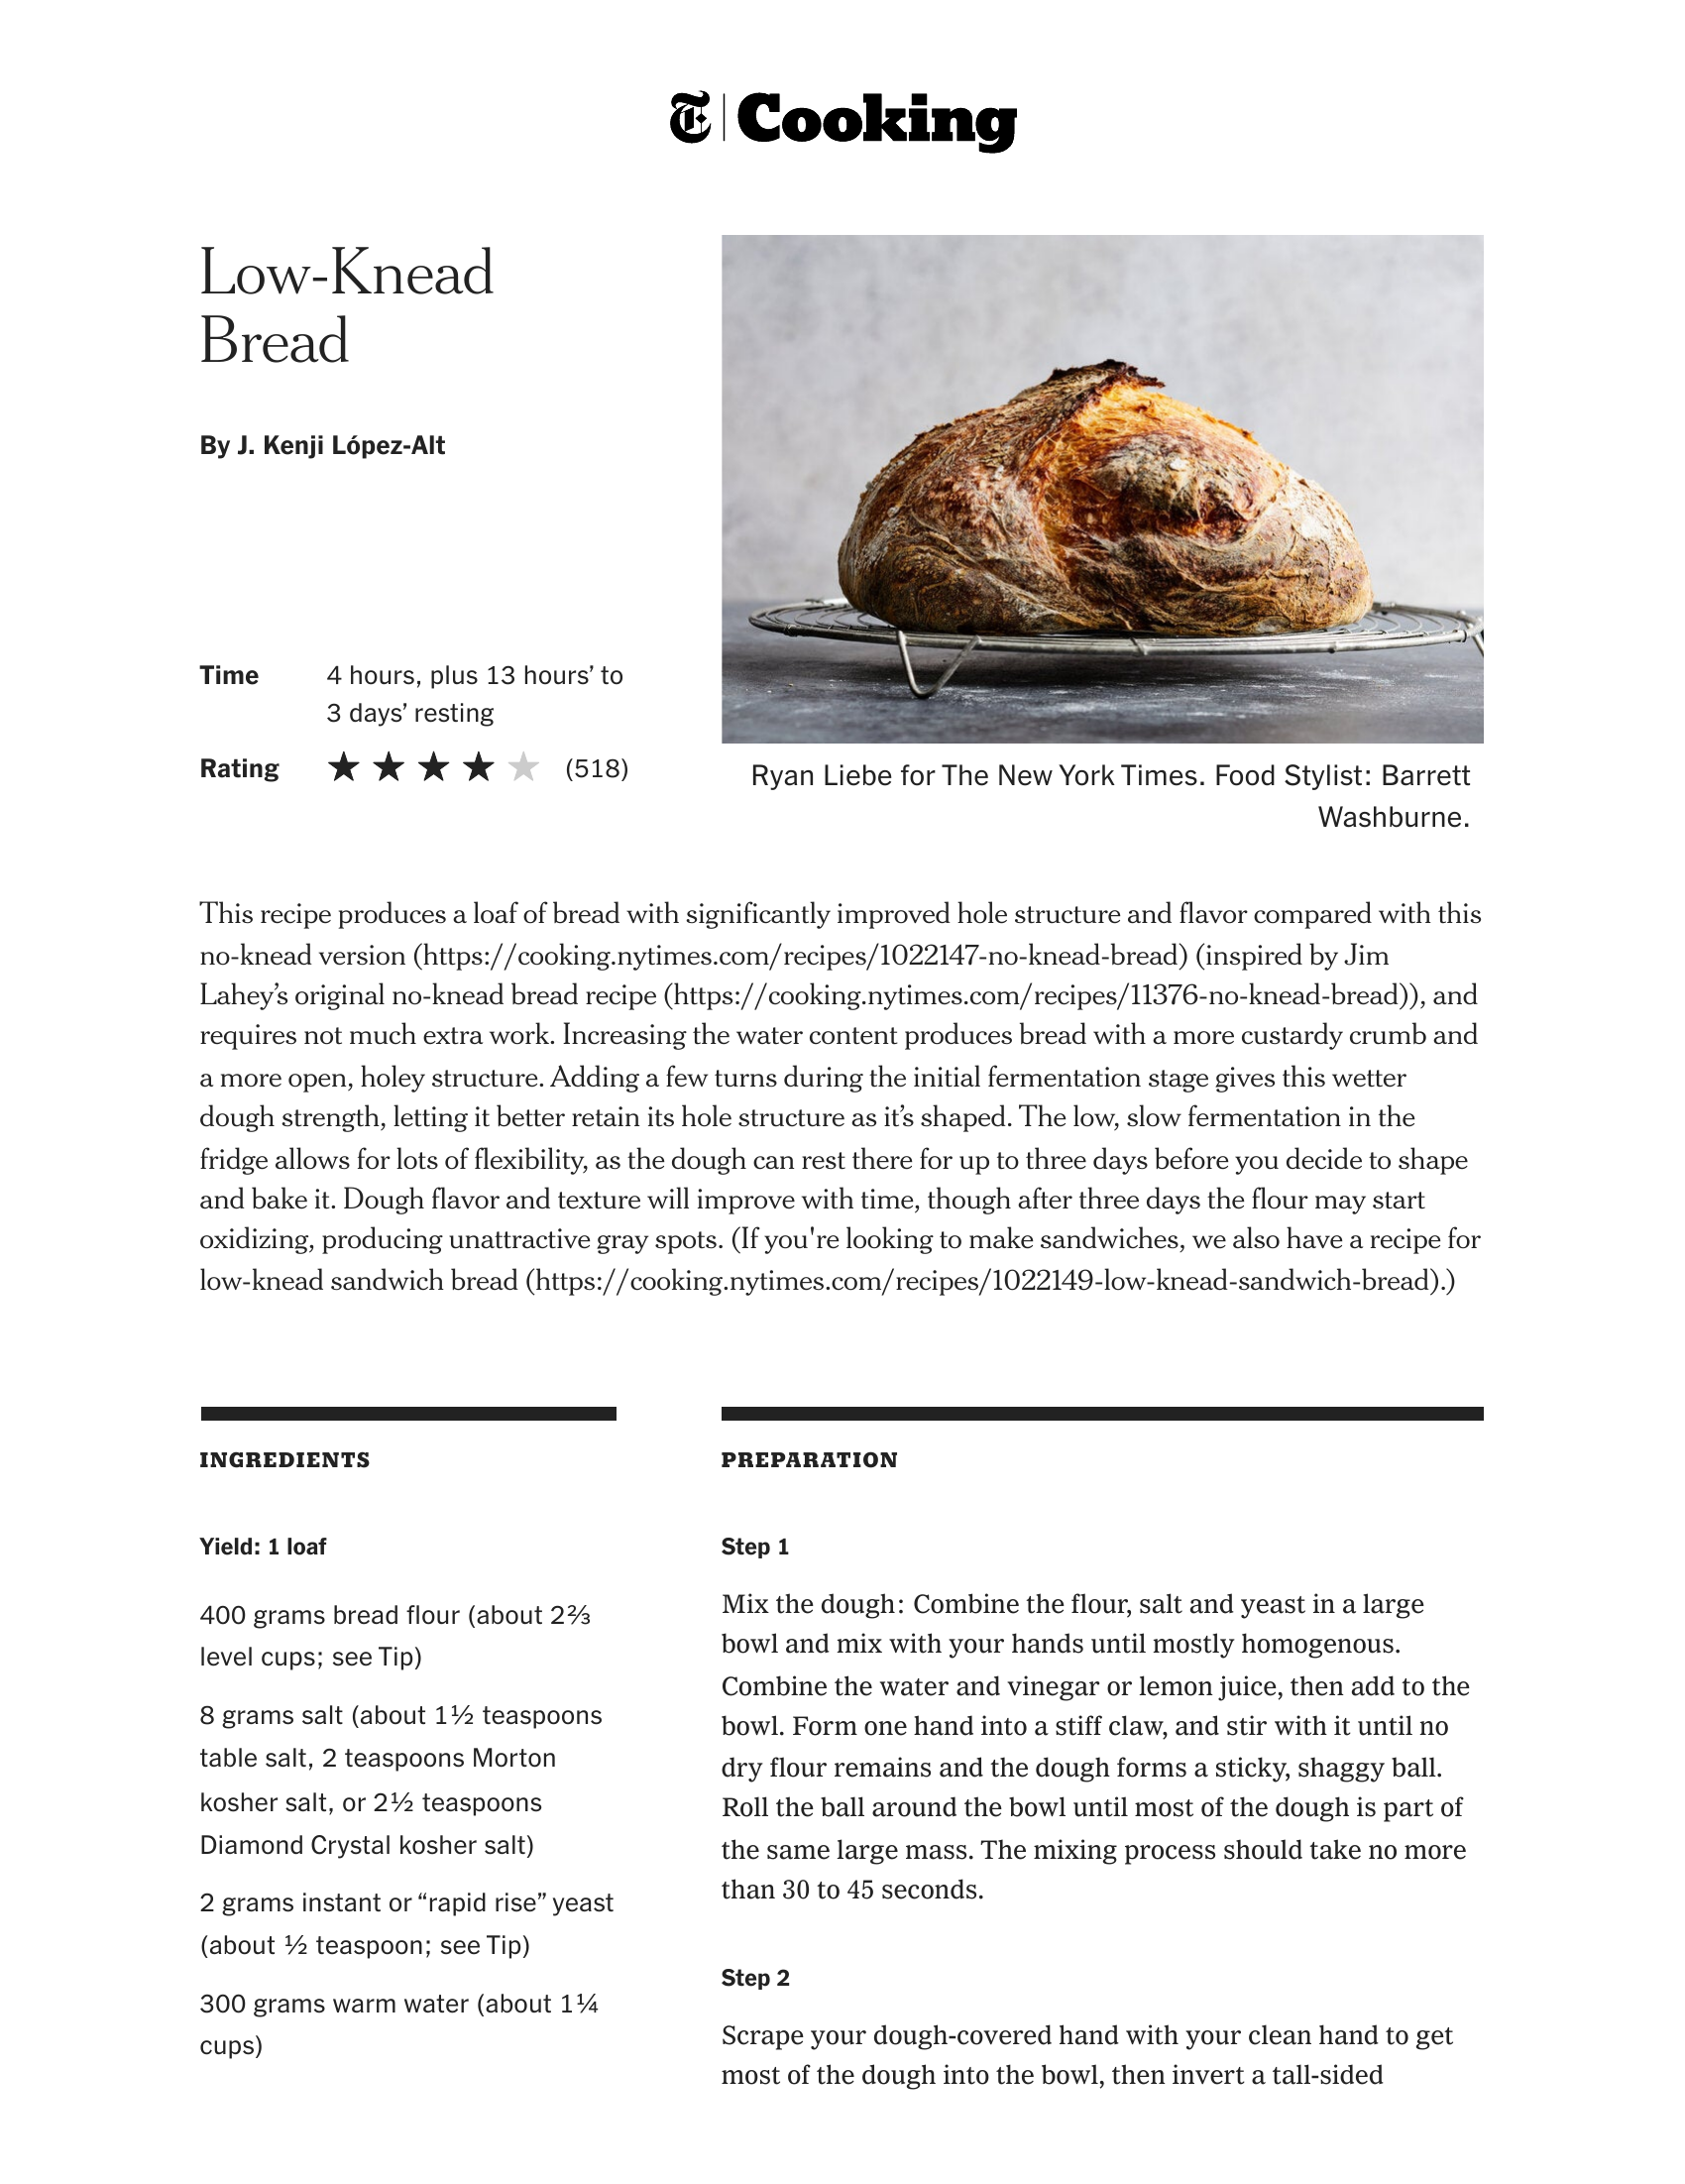 T Cooking
Low-Knead
Bread
By J. Kenji López-Alt
Time 4 hours, plus 13 hours’ to
3 days’ resting
Rating ★ ★ ★ ★ ★ (518)
Ryan Liebe for The New York Times. Food Stylist: Barrett
Washburne.
This recipe produces a loaf of bread with significantly improved hole structure and flavor compared with this
no-knead version (https://cooking.nytimes.com/recipes/1022147-no-knead-bread) (inspired by Jim
Lahey’s original no-knead bread recipe (https://cooking.nytimes.com/recipes/11376-no-knead-bread)), and
requires not much extra work. Increasing the water content produces bread with a more custardy crumb and
a more open, holey structure. Adding a few turns during the initial fermentation stage gives this wetter
dough strength, letting it better retain its hole structure as it’s shaped. The low, slow fermentation in the
fridge allows for lots of flexibility, as the dough can rest there for up to three days before you decide to shape
and bake it. Dough flavor and texture will improve with time, though after three days the flour may start
oxidizing, producing unattractive gray spots. (If you're looking to make sandwiches, we also have a recipe for
low-knead sandwich bread (https://cooking.nytimes.com/recipes/1022149-low-knead-sandwich-bread).)
INGREDIENTS
Yield: 1 loaf
400 grams bread flour (about 2⅔
level cups; see Tip)
8 grams salt (about 1½ teaspoons
table salt, 2 teaspoons Morton
kosher salt, or 2½ teaspoons
Diamond Crystal kosher salt)
2 grams instant or “rapid rise” yeast
(about ½ teaspoon; see Tip)
300 grams warm water (about 1¼
cups)
PREPARATION
Step 1
Mix the dough: Combine the flour, salt and yeast in a large
bowl and mix with your hands until mostly homogenous.
Combine the water and vinegar or lemon juice, then add to the
bowl. Form one hand into a stiff claw, and stir with it until no
dry flour remains and the dough forms a sticky, shaggy ball.
Roll the ball around the bowl until most of the dough is part of
the same large mass. The mixing process should take no more
than 30 to 45 seconds.
Step 2
Scrape your dough-covered hand with your clean hand to get
most of the dough into the bowl, then invert a tall-sided